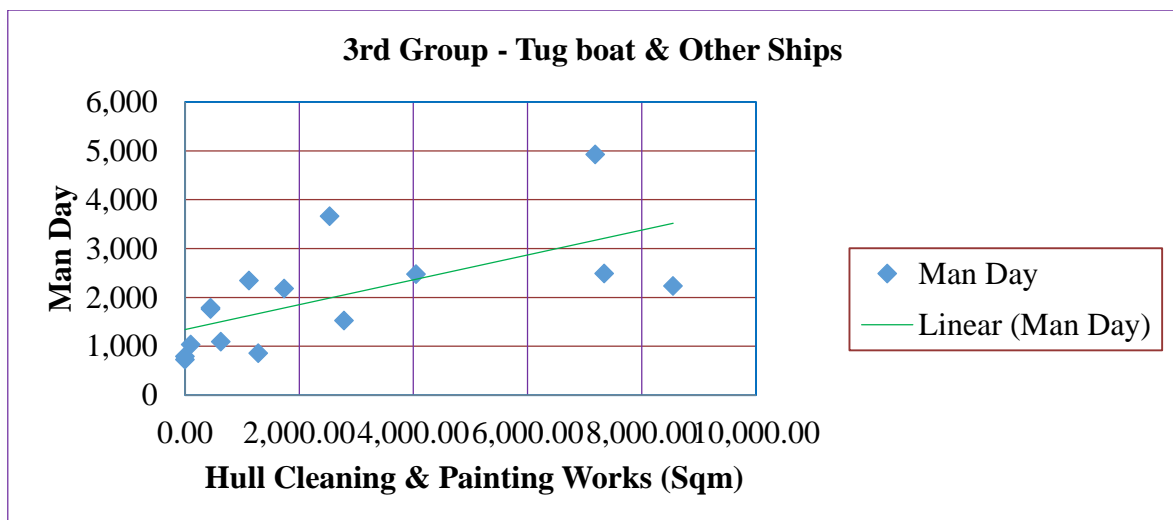 3rd Group - Tug boat & Other Ships
6,000
5,000
4,000
3,000
2,000
1,000
0
Man Day
0.00 2,000.00 4,000.00 6,000.00 8,000.00 10,000.00
Hull Cleaning & Painting Works (Sqm)
Man Day
Linear (Man Day)